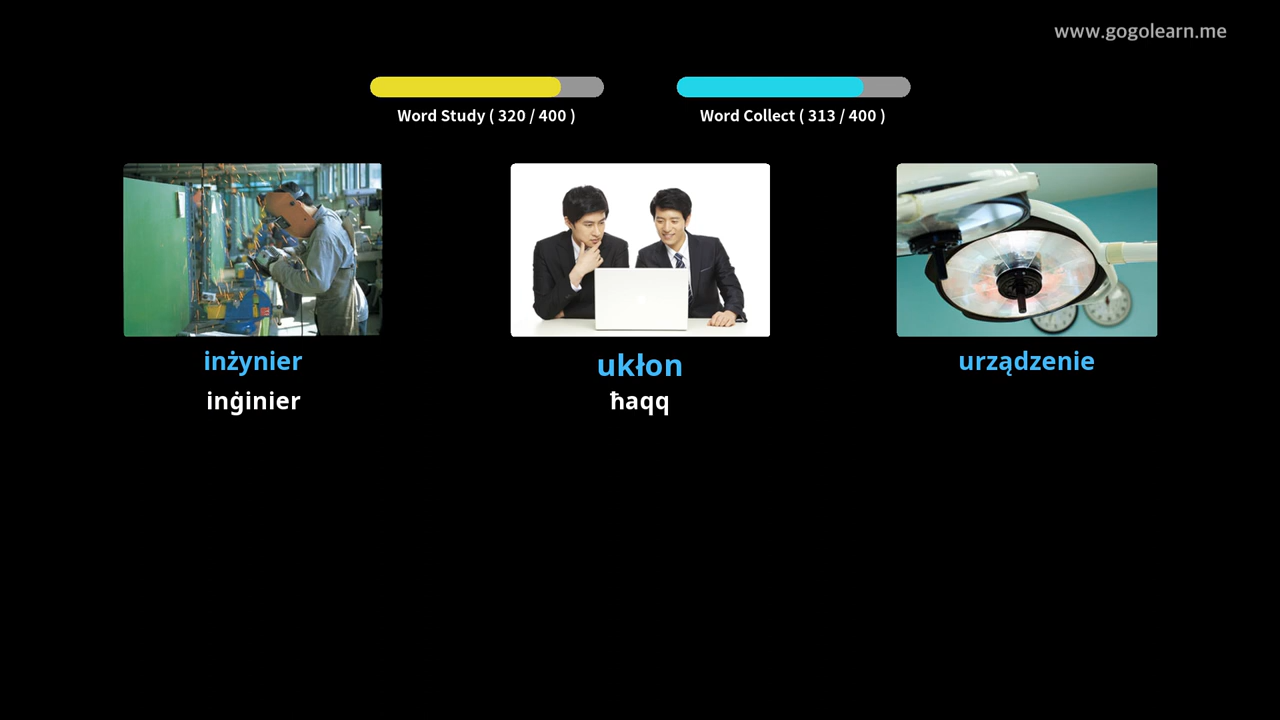 www.gogolearn.me
Word Study ( 320 / 400 )
Word Collect ( 313 / 400 )
inżynier
ukłon
urządzenie
inġinier
ħaqq